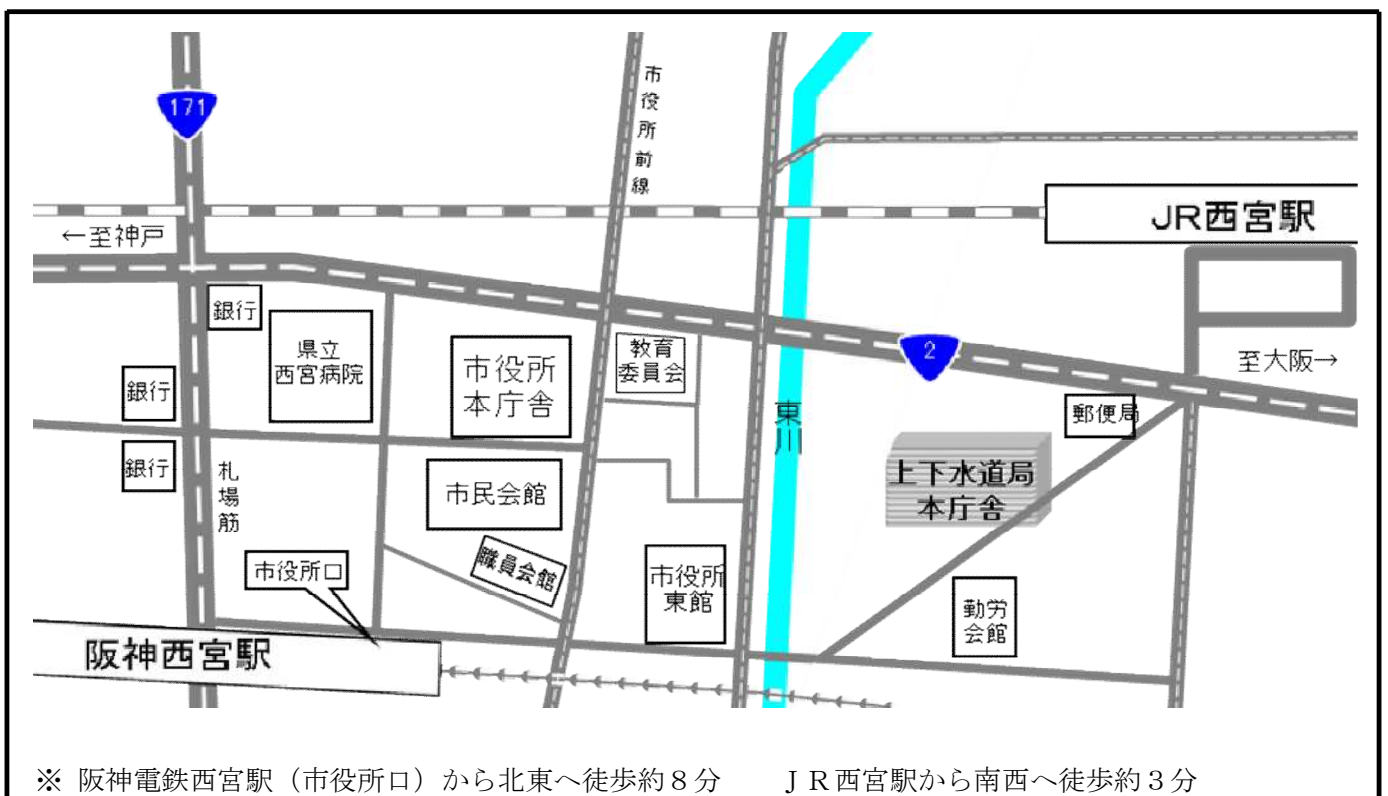 171
市役所前線
JR西宮駅
←至神戸
銀行
県立
西宮病院
市役所
本庁舎
教育
委員会
2
至大阪→
銀行
東川
郵便局
銀行
札場筋
市民会館
上下水道局
本庁舎
職員会館
市役所口
市役所
東館
勤労
会館
阪神西宮駅
※ 阪神電鉄西宮駅（市役所口）から北東へ徒歩約８分　　ＪＲ西宮駅から南西へ徒歩約３分